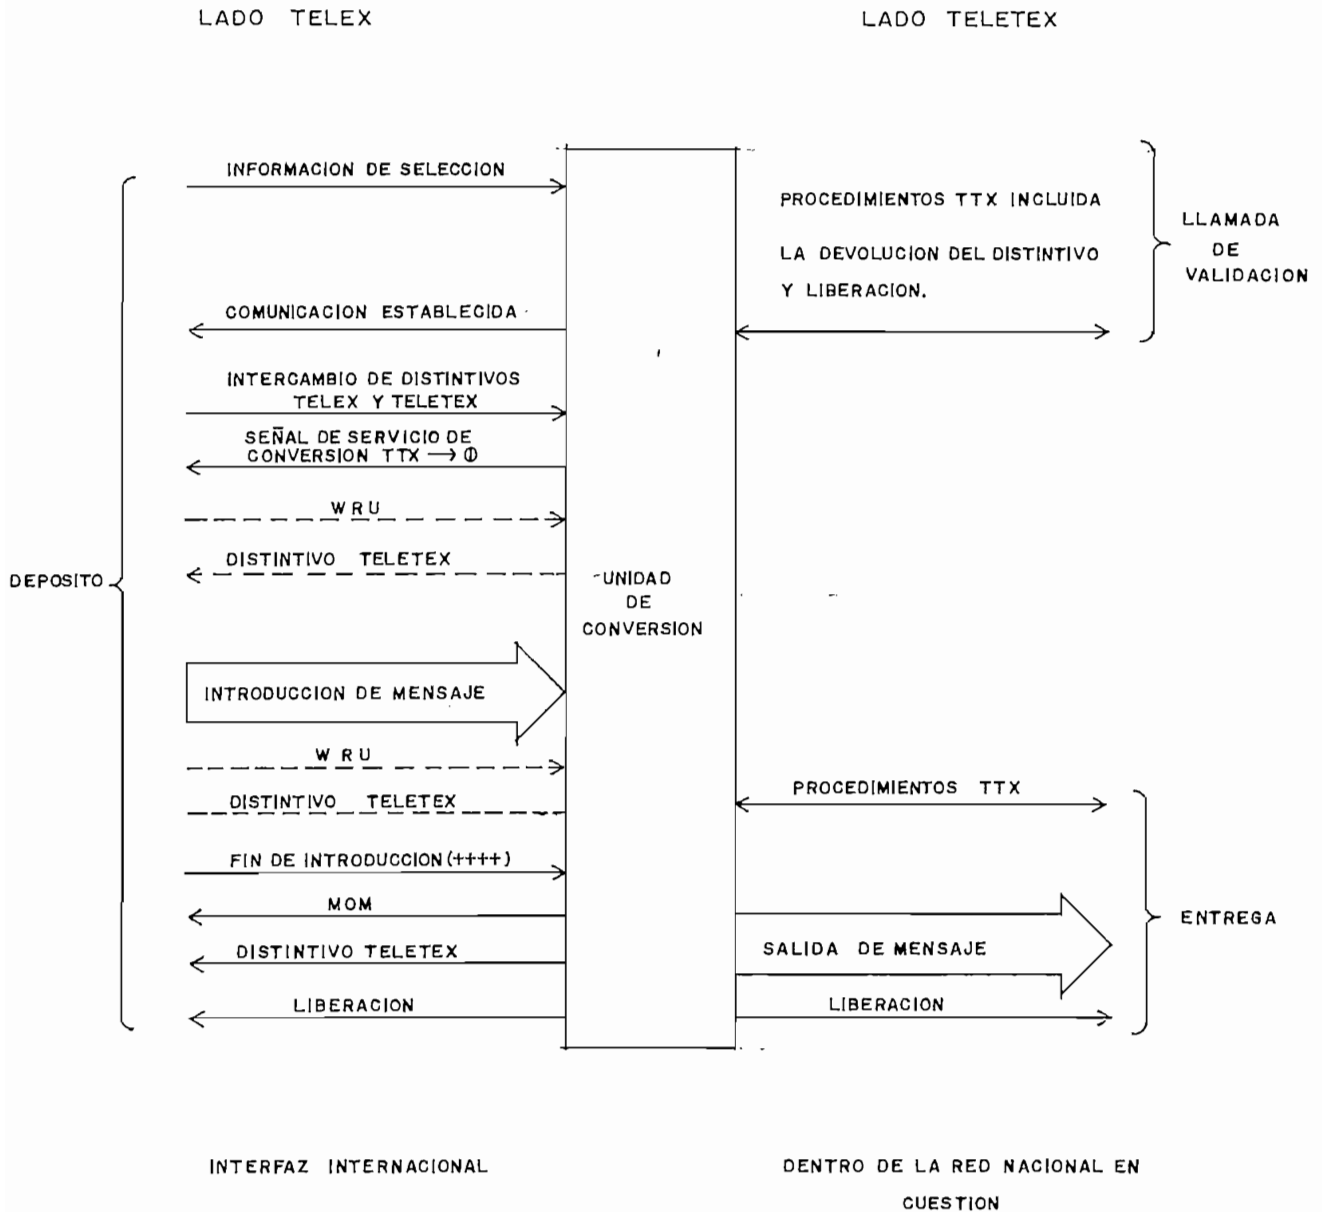 LADO TELEX
LADO TELETEX
INFORMACION DE SELECCION
PROCEDIMIENTOS TTX INCLUIDA
LA DEVOLUCION DEL DISTINTIVO
Y LIBERACION.
LLAMADA
DE
VALIDACION
COMUNICACION ESTABLECIDA
INTERCAMBIO DE DISTINTIVOS
TELEX Y TELETEX
SEÑAL DE SERVICIO DE
CONVERSION TTX →
WRU
DISTINTIVO TELETEX
DEPOSITO
UNIDAD
DE
CONVERSION
INTRODUCCION DE MENSAJE
WRU
DISTINTIVO TELETEX
PROCEDIMIENTOS TTX
FIN DE INTRODUCCION (++++)
MOM
DISTINTIVO TELETEX
SALIDA DE MENSAJE
ENTREGA
LIBERACION
LIBERACION
INTERFAZ INTERNACIONAL
DENTRO DE LA RED NACIONAL EN
CUESTION